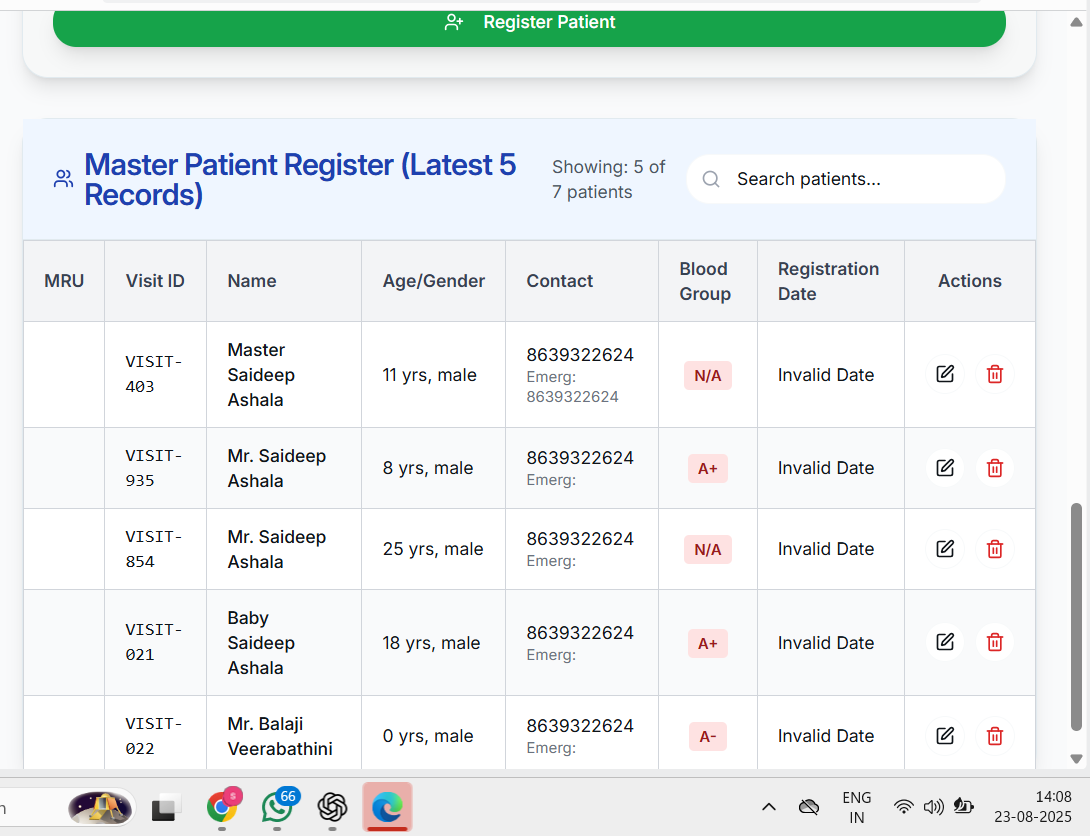 Register Patient
Master Patient Register (Latest 5
Records)
Showing: 5 of
7 patients
Search patients...
MRU
Visit ID
Name
Age/Gender
Contact
Blood
Group
Registration
Date
Actions
VISIT-
403
Master
Saideep
Ashala
11 yrs, male
8639322624
Emerg:
8639322624
N/A
Invalid Date
VISIT-
935
Mr. Saideep
Ashala
8 yrs, male
8639322624
Emerg:
A+
Invalid Date
VISIT-
854
Mr. Saideep
Ashala
25 yrs, male
8639322624
Emerg:
N/A
Invalid Date
VISIT-
021
Baby
Saideep
Ashala
18 yrs, male
8639322624
Emerg:
A+
Invalid Date
VISIT-
022
Mr. Balaji
Veerabathini
0 yrs, male
8639322624
Emerg:
A-
Invalid Date
S
66
ENG
IN
14:08
23-08-2025